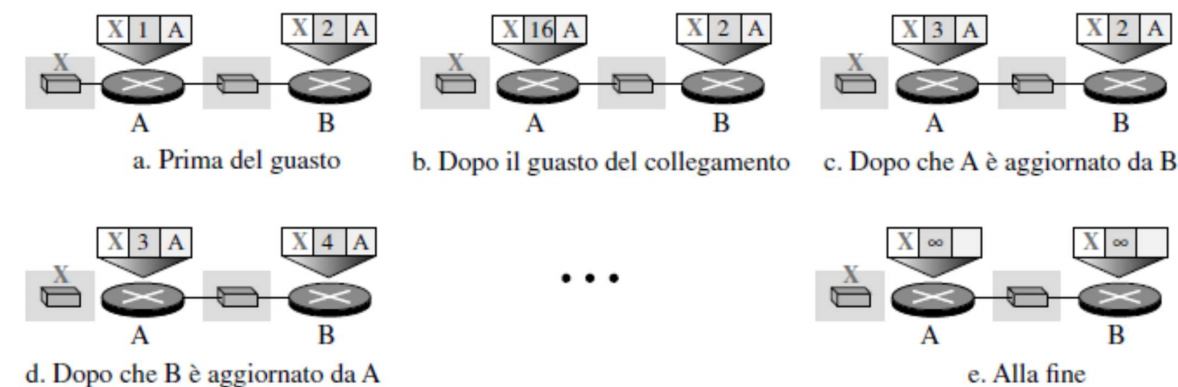 X 1 A
X 2 A
X
A
B
a. Prima del guasto
X 16 A
X 2 A
X
A
B
b. Dopo il guasto del collegamento
X 3 A
X 2 A
X
A
B
c. Dopo che A è aggiornato da B
X 3 A
X 4 A
X
A
B
d. Dopo che B è aggiornato da A
• • •
X ∞
X ∞
X
A
B
e. Alla fine